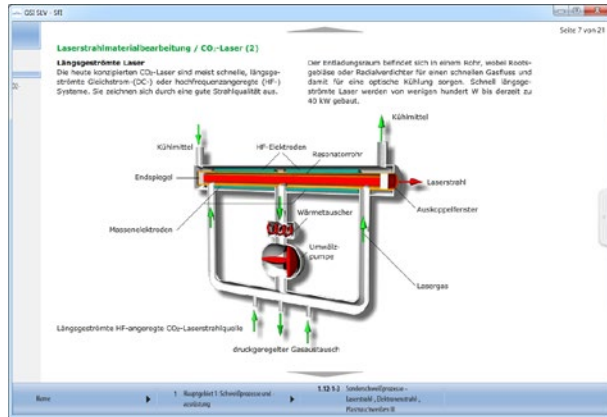 GSI SLV - SFI
Seite 7 von 21
Laserstrahlmaterialbearbeitung / CO₂-Laser (2)
Längsgeströmte Laser
Die heute konzipierten CO₂-Laser sind meist schnelle, längsge-
strömte Gleichstrom-(DC-) oder hochfrequenzangeregte (HF-)
Systeme. Sie zeichnen sich durch eine gute Strahlqualität aus.
Der Entladungsraum befindet sich in einem Rohr, wobei Roots-
gebläse oder Radialverdichter für einen schnellen Gasfluss und
damit für eine optische Kühlung sorgen. Schnell längsge-
strömte Laser werden von wenigen hundert W bis derzeit zu
40 kW gebaut.
Kühlmittel
Kühlmittel
HF-Elektroden
Resonatorrohr
Endspiegel
Laserstrahl
Auskoppelfenster
Wärmetauscher
Massenelektroden
Umwälz-
pumpe
Lasergas
Längsgeströmte HF-angeregte CO₂-Laserstrahlquelle
druckgeregelter Gasaustausch
Home
1 Hauptgebiet 1: Schweißprozesse und -
ausrüstung
1.12-1-3 Sonderschweißprozesse -
Laserstrahl-, Elektronenstrahl-,
Plasmaschweißen III